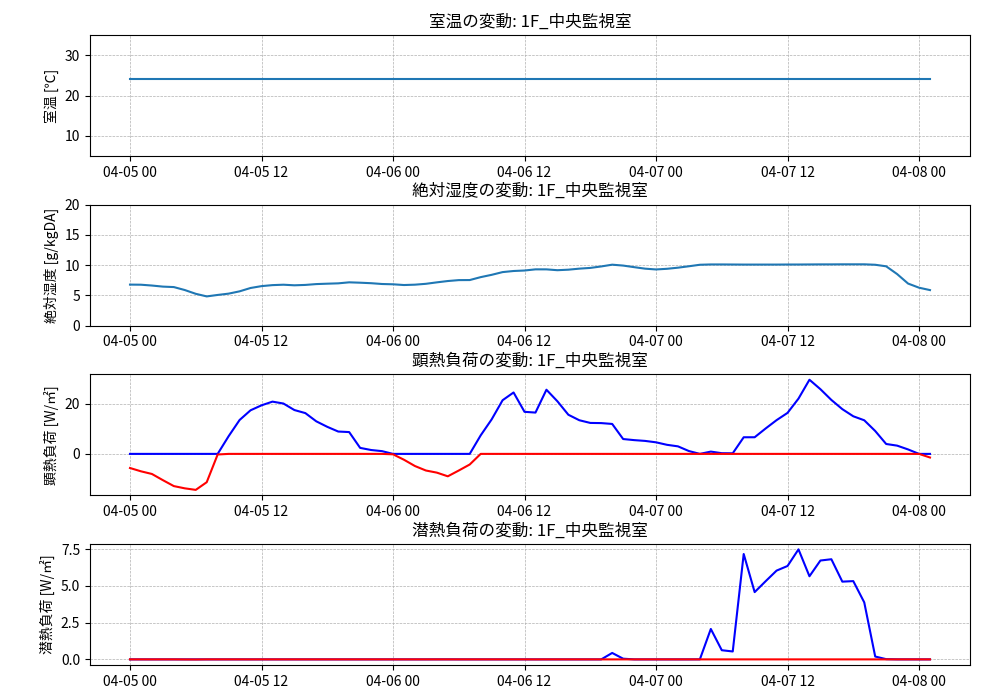 室温の変動: 1F_中央監視室
室温 [℃]
30
20
10
04-05 00 04-05 12 04-06 00 04-06 12 04-07 00 04-07 12 04-08 00
絶対湿度の変動: 1F_中央監視室
絶対湿度 [g/kgDA]
20
15
10
5
0
04-05 00 04-05 12 04-06 00 04-06 12 04-07 00 04-07 12 04-08 00
顕熱負荷の変動: 1F_中央監視室
顕熱負荷 [W/㎡]
20
0
04-05 00 04-05 12 04-06 00 04-06 12 04-07 00 04-07 12 04-08 00
潜熱負荷の変動: 1F_中央監視室
潜熱負荷 [W/㎡]
7.5
5.0
2.5
0.0
04-05 00 04-05 12 04-06 00 04-06 12 04-07 00 04-07 12 04-08 00